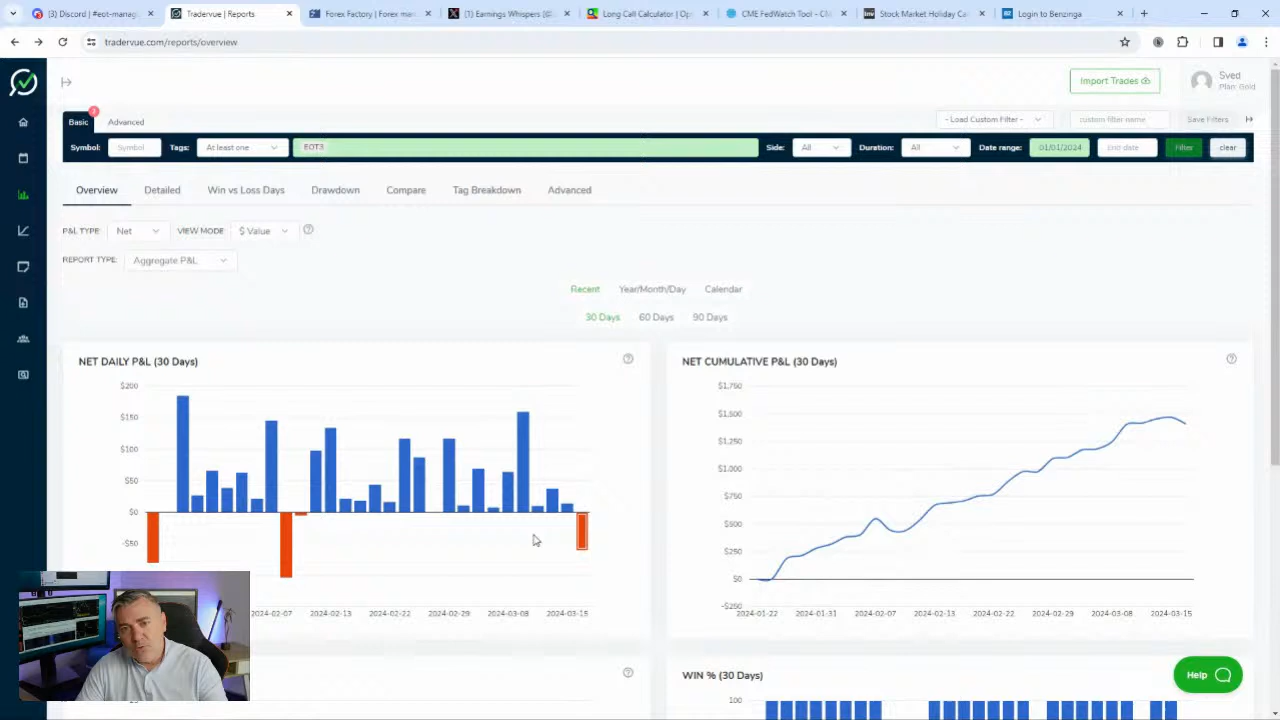 (3) Discord | #eot-manag
Tradervue | Reports
Forex Factory | Forex mark
(1) Earnings Whispers (@
Long Call Calculator | Op
CME FedWatch Tool - CM
Stock Market Holiday Ca
Login to Benzinga
tradervue.com/reports/overview
Import Trades
Sved
Plan: Gold
Basic
Advanced
- Load Custom Filter -
custom filter name
Save Filters
Symbol:
Symbol
Tags:
At least one
EOT3
Side:
All
Duration:
All
Date range:
01/01/2024
End date
Filter
clear
Overview
Detailed
Win vs Loss Days
Drawdown
Compare
Tag Breakdown
Advanced
P&L TYPE:
Net
VIEW MODE:
$ Value
REPORT TYPE:
Aggregate P&L
Recent
Year/Month/Day
Calendar
30 Days
60 Days
90 Days
NET DAILY P&L (30 Days)
$200
$150
$100
$50
$0
-$50
2024-02-07
2024-02-13
2024-02-22
2024-02-29
2024-03-08
2024-03-15
NET CUMULATIVE P&L (30 Days)
$1,750
$1,500
$1,250
$1,000
$750
$500
$250
$0
-$250
2024-01-22
2024-01-31
2024-02-07
2024-02-13
2024-02-22
2024-02-29
2024-03-08
2024-03-15
WIN % (30 Days)
100
Help